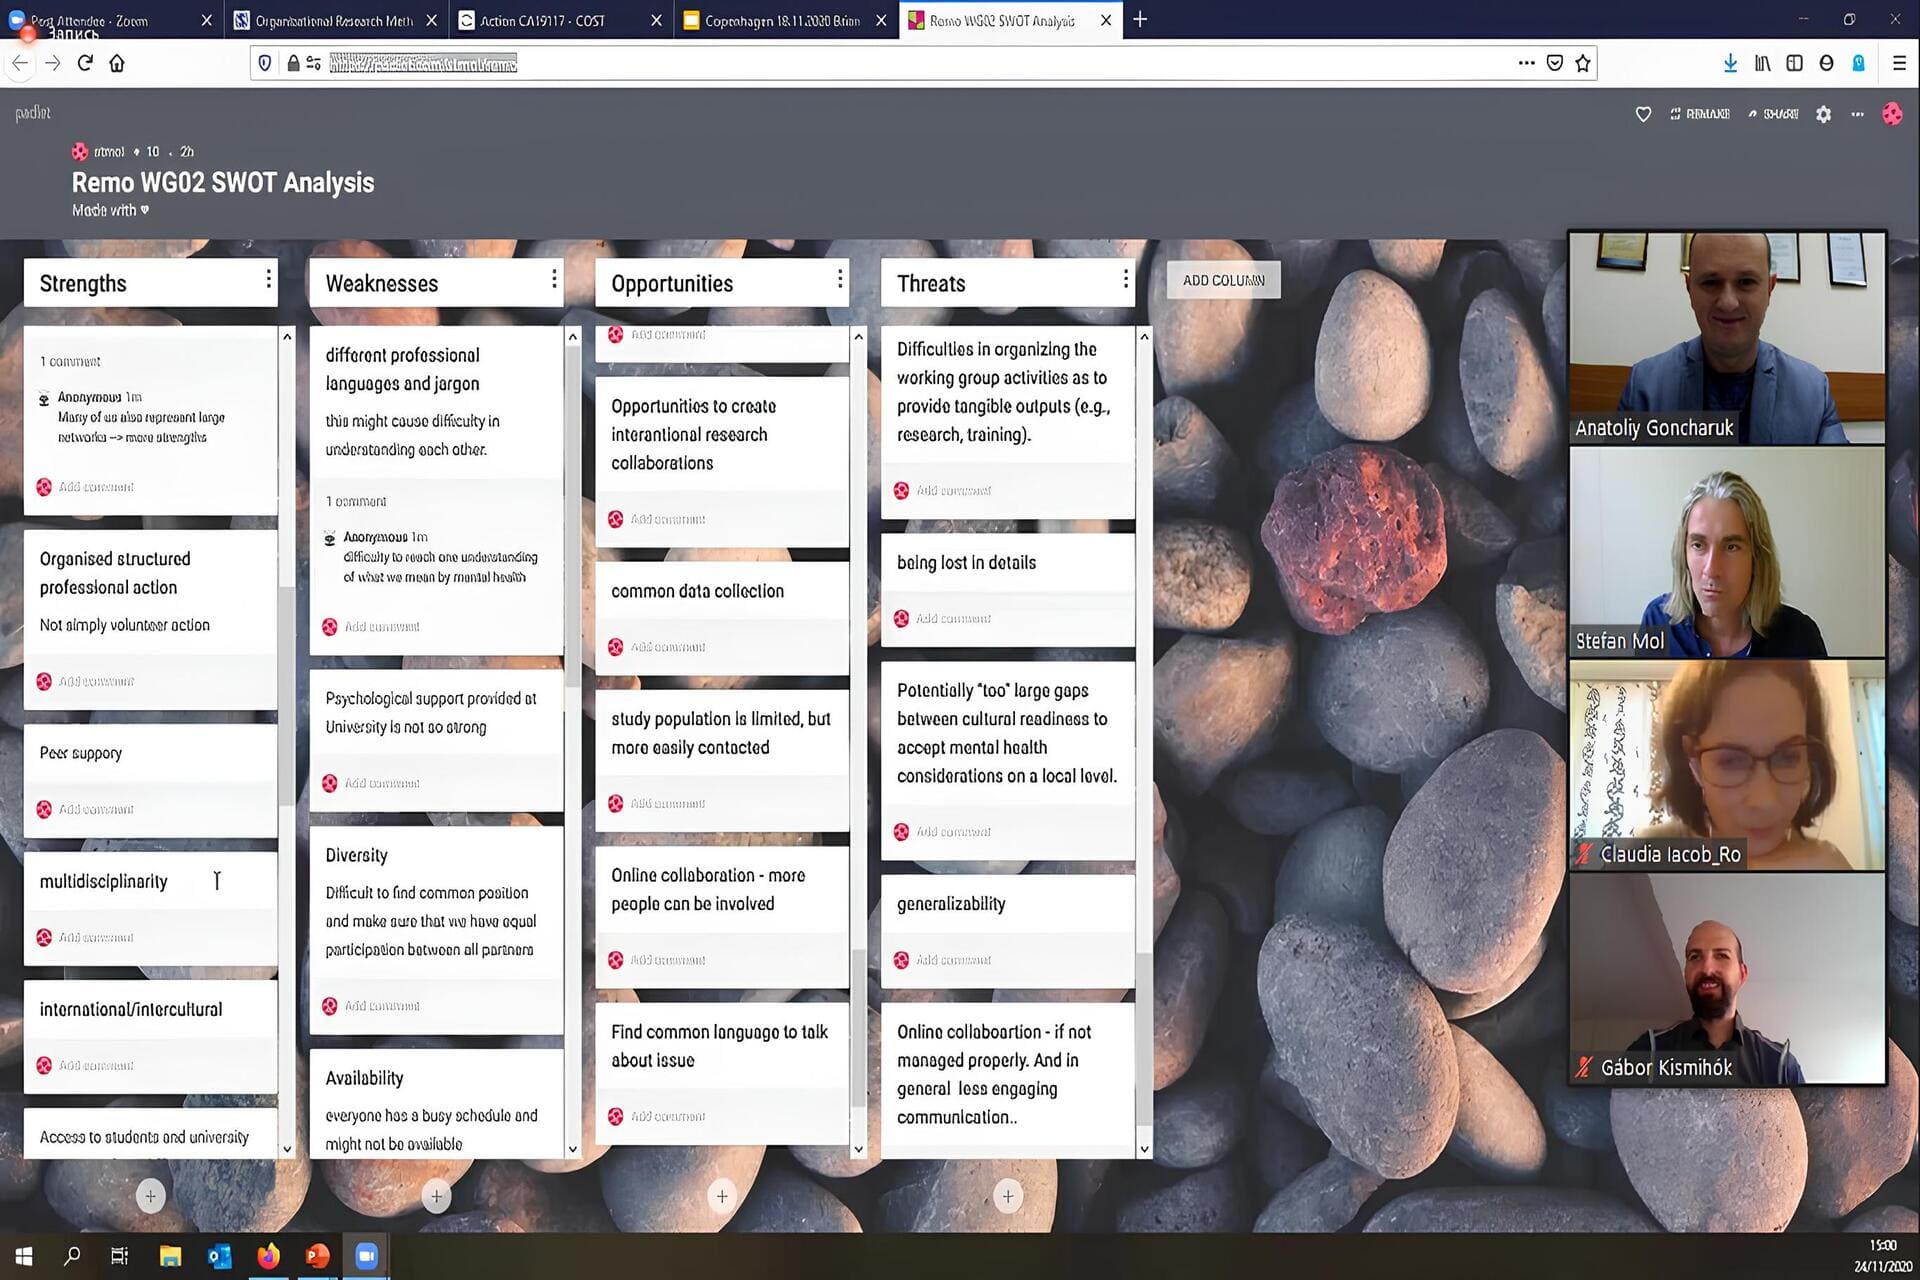 Post Attendee - Zoom
Organisational Research Meth
Action CA19117 - COST
Copenhagen 18.11.2020 Brian
Remo WG02 SWOT Analysis
Запись
padlet
REMAKE
SHARE
10
2h
Remo WG02 SWOT Analysis
Made with
Strengths
1 comment
Anonymous 1m
Many of us also represent large
networks --> more strengths
Add comment
Organised structured
professional action
Not simply volunteer action
Add comment
Peer suppory
Add comment
multidisciplinarity
Add comment
international/intercultural
Add comment
Access to students and university
Weaknesses
different professional
languages and jargon
this might cause difficulty in
understanding each other.
1 comment
Anonymous 1m
difficulty to reach one understanding
of what we mean by mental health
Add comment
Psychological support provided at
University is not so strong
Add comment
Diversity
Difficult to find common position
and make sure that we have equal
participation between all partners
Add comment
Availability
everyone has a busy schedule and
might not be available
Opportunities
Add comment
Opportunities to create
interantional research
collaborations
Add comment
common data collection
Add comment
study population is limited, but
more easily contacted
Add comment
Online collaboration - more
people can be involved
Add comment
Find common language to talk
about issue
Add comment
Threats
Difficulties in organizing the
working group activities as to
provide tangible outputs (e.g.,
research, training).
Add comment
being lost in details
Add comment
Potentially "too" large gaps
between cultural readiness to
accept mental health
considerations on a local level.
Add comment
generalizability
Add comment
Online collaboartion - if not
managed properly. And in
general less engaging
communication..
ADD COLUMN
Anatoliy Goncharuk
Stefan Mol
Claudia Iacob_Ro
Gábor Kismihók
15:00
24/11/2020